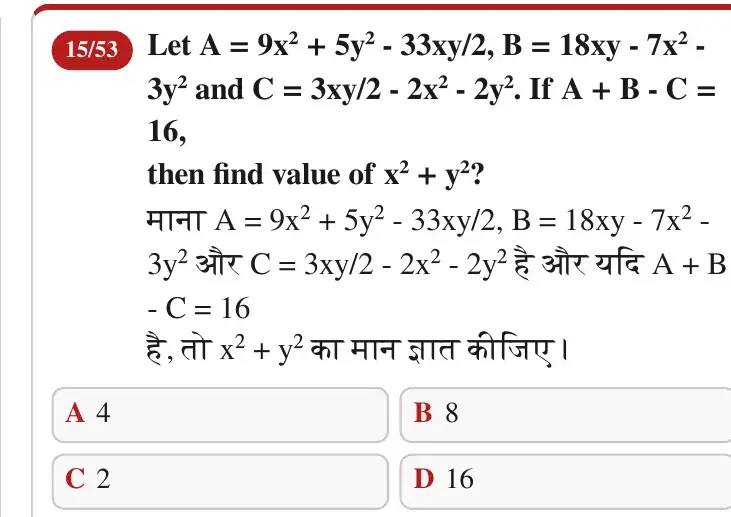 15/53 Let A = 9x² + 5y² - 33xy/2, B = 18xy - 7x² -
3y² and C = 3xy/2 - 2x² - 2y². If A + B - C =
16,
then find value of x² + y²?
माना A = 9x² + 5y² - 33xy/2, B = 18xy - 7x² -
3y² और C = 3xy/2 - 2x² - 2y² है और यदि A + B
- C = 16
है, तो x² + y² का मान ज्ञात कीजिए।
A 4
B 8
C 2
D 16